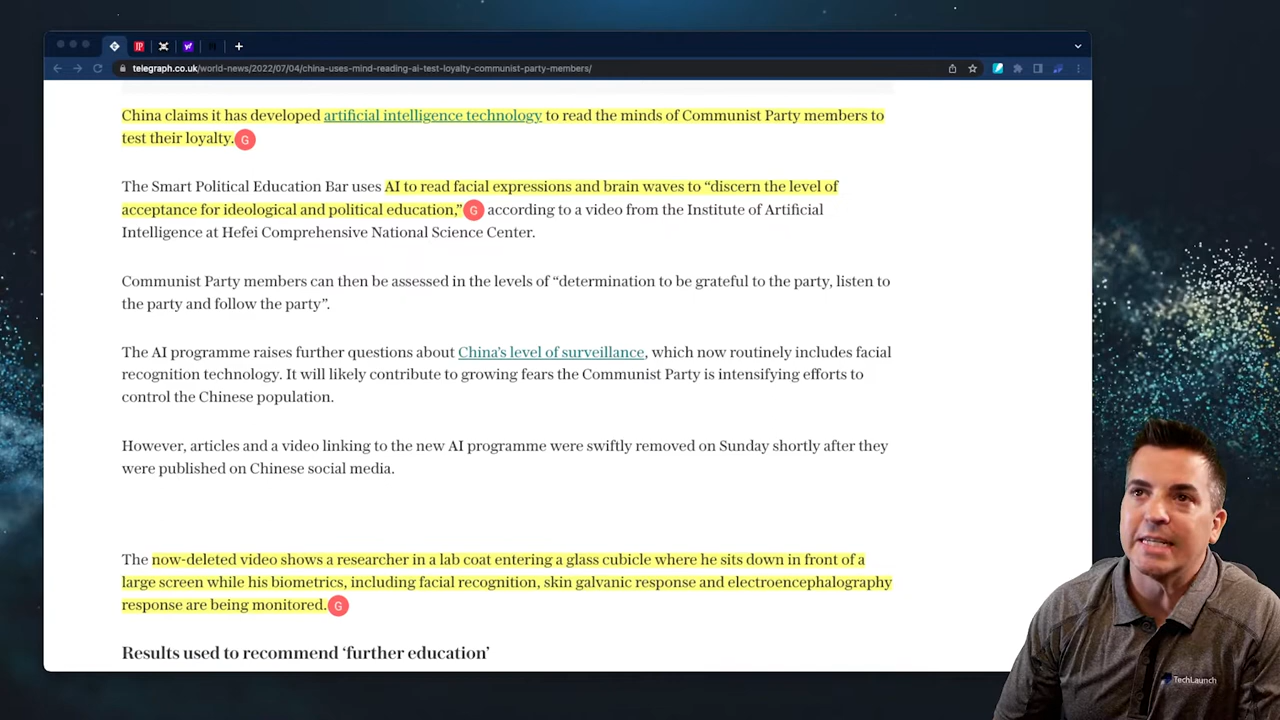 telegraph.co.uk/world-news/2022/07/04/china-uses-mind-reading-ai-test-loyalty-communist-party-members/
China claims it has developed artificial intelligence technology to read the minds of Communist Party members to
test their loyalty. G
The Smart Political Education Bar uses AI to read facial expressions and brain waves to “discern the level of
acceptance for ideological and political education,” G according to a video from the Institute of Artificial
Intelligence at Hefei Comprehensive National Science Center.
Communist Party members can then be assessed in the levels of “determination to be grateful to the party, listen to
the party and follow the party”.
The AI programme raises further questions about China’s level of surveillance, which now routinely includes facial
recognition technology. It will likely contribute to growing fears the Communist Party is intensifying efforts to
control the Chinese population.
However, articles and a video linking to the new AI programme were swiftly removed on Sunday shortly after they
were published on Chinese social media.
The now-deleted video shows a researcher in a lab coat entering a glass cubicle where he sits down in front of a
large screen while his biometrics, including facial recognition, skin galvanic response and electroencephalography
response are being monitored. G
Results used to recommend ‘further education’
TechLaunch